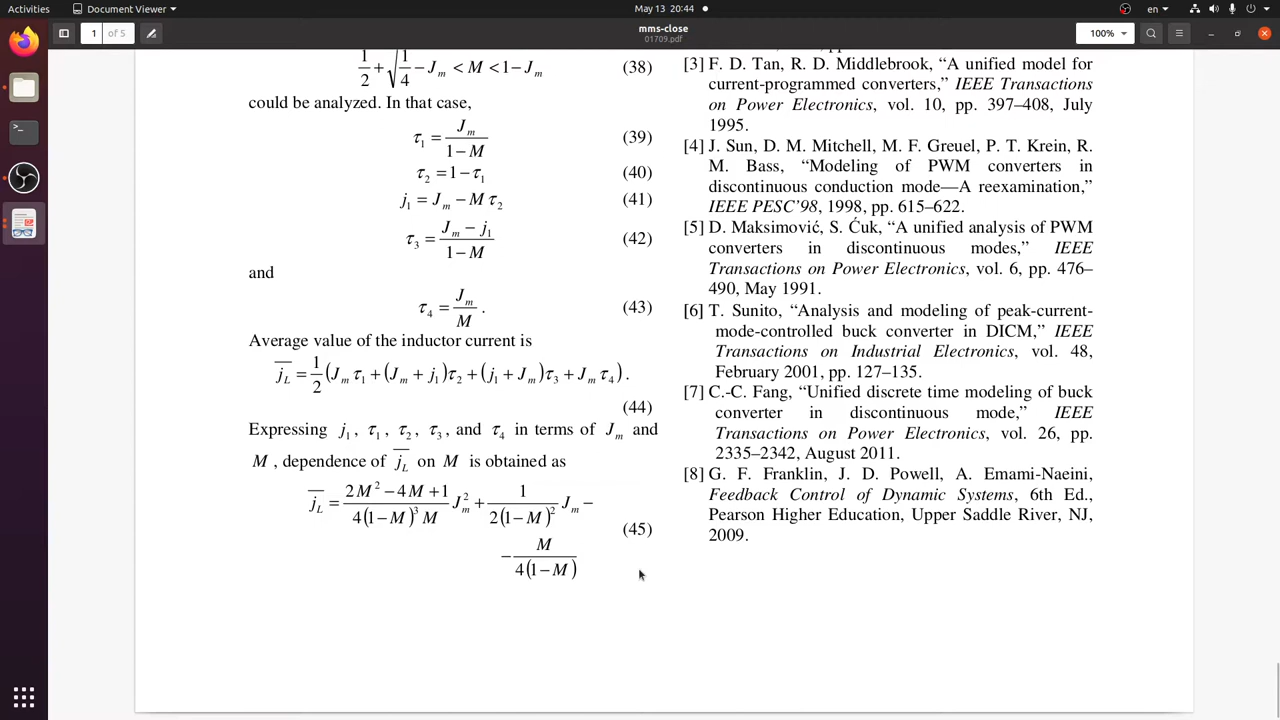 Activities
Document Viewer
May 13 20:44
en
1 of 5
mms-close
01709.pdf
100%
1/2 + √(1/4 − J_m) < M < 1 − J_m (38)
could be analyzed. In that case,
τ_1 = J_m / (1 − M) (39)
τ_2 = 1 − τ_1 (40)
j_1 = J_m − M τ_2 (41)
τ_3 = (J_m − j_1) / (1 − M) (42)
and
τ_4 = J_m / M . (43)
Average value of the inductor current is
j_L = 1/2 (J_m τ_1 + (J_m + j_1) τ_2 + (j_1 + J_m) τ_3 + J_m τ_4) .
(44)
Expressing j_1 , τ_1 , τ_2 , τ_3 , and τ_4 in terms of J_m and
M , dependence of j_L on M is obtained as
j_L = (2 M^2 − 4 M + 1) / (4 (1 − M)^3 M) J_m^2 + 1 / (2 (1 − M)^2) J_m −
(45)
− M / (4 (1 − M))
[3] F. D. Tan, R. D. Middlebrook, “A unified model for
current-programmed converters,” IEEE Transactions
on Power Electronics, vol. 10, pp. 397–408, July
1995.
[4] J. Sun, D. M. Mitchell, M. F. Greuel, P. T. Krein, R.
M. Bass, “Modeling of PWM converters in
discontinuous conduction mode—A reexamination,”
IEEE PESC’98, 1998, pp. 615–622.
[5] D. Maksimović, S. Ćuk, “A unified analysis of PWM
converters in discontinuous modes,” IEEE
Transactions on Power Electronics, vol. 6, pp. 476–
490, May 1991.
[6] T. Sunito, “Analysis and modeling of peak-current-
mode-controlled buck converter in DICM,” IEEE
Transactions on Industrial Electronics, vol. 48,
February 2001, pp. 127–135.
[7] C.-C. Fang, “Unified discrete time modeling of buck
converter in discontinuous mode,” IEEE
Transactions on Power Electronics, vol. 26, pp.
2335–2342, August 2011.
[8] G. F. Franklin, J. D. Powell, A. Emami-Naeini,
Feedback Control of Dynamic Systems, 6th Ed.,
Pearson Higher Education, Upper Saddle River, NJ,
2009.